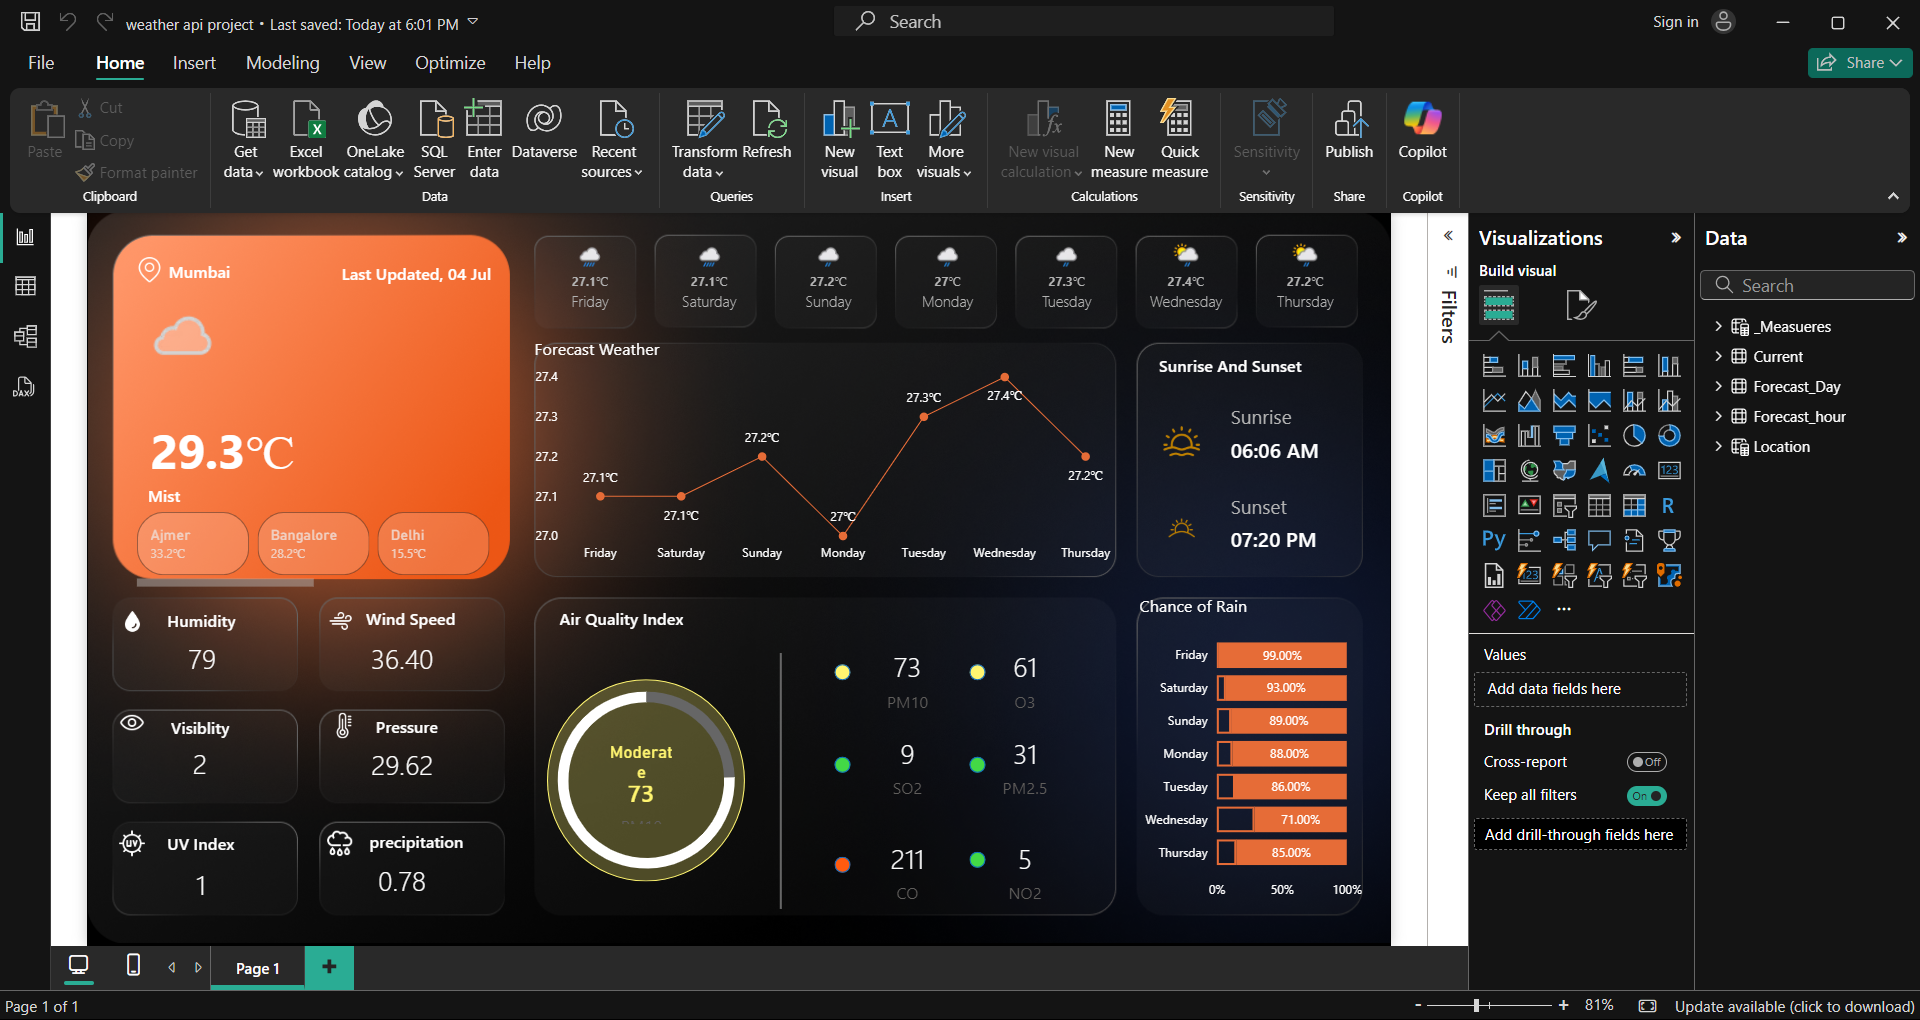 weather api project • Last saved: Today at 6:01 PM
Search
Sign in
File
Home
Insert
Modeling
View
Optimize
Help
Share
Paste
Cut
Copy
Format painter
Clipboard
Get data
Excel workbook
OneLake catalog
SQL Server
Enter data
Dataverse
Recent sources
Data
Transform data
Refresh
Queries
New visual
Text box
More visuals
Insert
New visual calculation
New measure
Quick measure
Calculations
Sensitivity
Sensitivity
Publish
Share
Copilot
Copilot
Mumbai
Last Updated, 04 Jul
29.3℃
Mist
Ajmer
33.2℃
Bangalore
28.2℃
Delhi
15.5℃
27.1℃
Friday
27.1℃
Saturday
27.2℃
Sunday
27℃
Monday
27.3℃
Tuesday
27.4℃
Wednesday
27.2℃
Thursday
Forecast Weather
27.4
27.3
27.2
27.1
27.0
27.1℃
27.1℃
27.2℃
27℃
27.3℃
27.4℃
27.2℃
Friday
Saturday
Sunday
Monday
Tuesday
Wednesday
Thursday
Sunrise And Sunset
Sunrise
06:06 AM
Sunset
07:20 PM
Humidity
79
Wind Speed
36.40
Visiblity
2
Pressure
29.62
UV Index
1
precipitation
0.78
Air Quality Index
Moderat
e
73
73
PM10
61
O3
9
SO2
31
PM2.5
211
CO
5
NO2
Chance of Rain
Friday 99.00%
Saturday 93.00%
Sunday 89.00%
Monday 88.00%
Tuesday 86.00%
Wednesday 71.00%
Thursday 85.00%
0% 50% 100%
Filters
Visualizations
Build visual
123
R
Py
123
Values
Add data fields here
Drill through
Cross-report
Off
Keep all filters
On
Add drill-through fields here
Data
Search
_Measueres
Current
Forecast_Day
Forecast_hour
Location
DAX
UV
Page 1
Page 1 of 1
- + 81%
Update available (click to download)